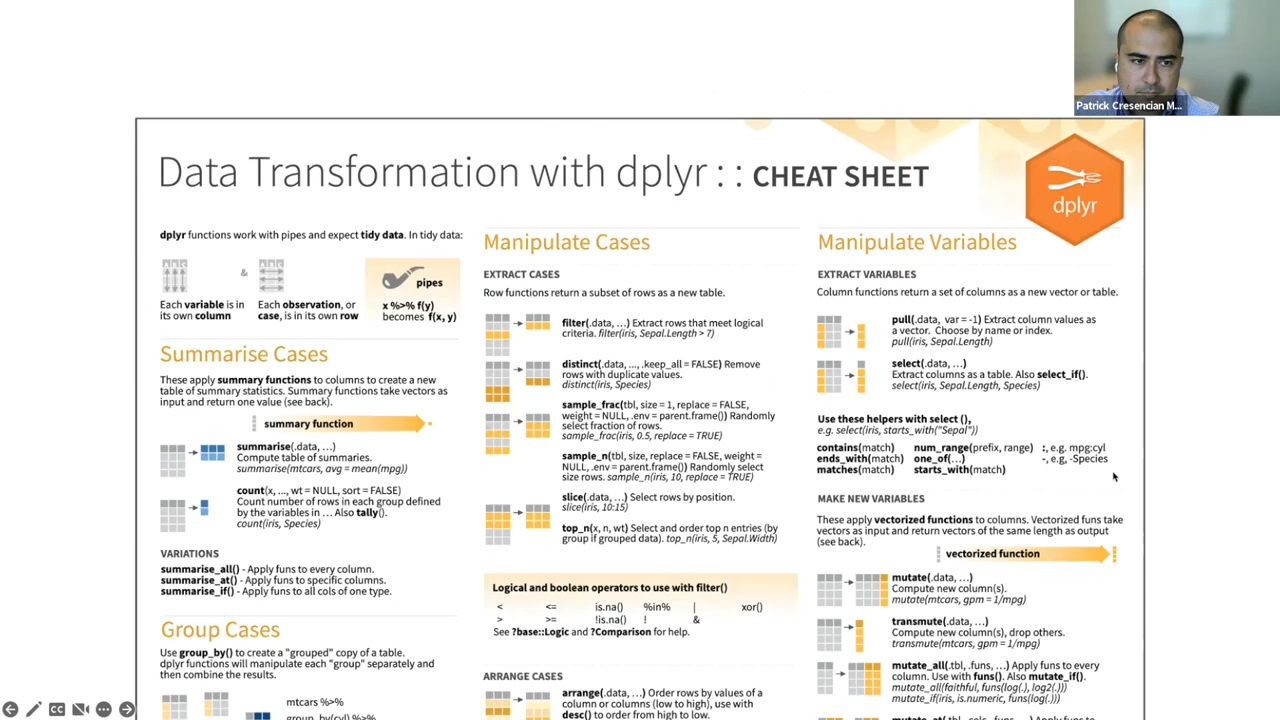 Patrick Cresencian M...
Data Transformation with dplyr : : CHEAT SHEET
dplyr
dplyr functions work with pipes and expect tidy data. In tidy data:
A B C
&
A B C
pipes
Each variable is in
its own column
Each observation, or
case, is in its own row
x %>% f(y)
becomes f(x, y)
Summarise Cases
These apply summary functions to columns to create a new
table of summary statistics. Summary functions take vectors as
input and return one value (see back).
summary function
summarise(.data, …)
Compute table of summaries.
summarise(mtcars, avg = mean(mpg))
count(x, ..., wt = NULL, sort = FALSE)
Count number of rows in each group defined
by the variables in … Also tally().
count(iris, Species)
VARIATIONS
summarise_all() - Apply funs to every column.
summarise_at() - Apply funs to specific columns.
summarise_if() - Apply funs to all cols of one type.
Group Cases
Use group_by() to create a "grouped" copy of a table.
dplyr functions will manipulate each "group" separately and
then combine the results.
mtcars %>%
group_by(cyl) %>%
Manipulate Cases
EXTRACT CASES
Row functions return a subset of rows as a new table.
filter(.data, …) Extract rows that meet logical
criteria. filter(iris, Sepal.Length > 7)
distinct(.data, ..., .keep_all = FALSE) Remove
rows with duplicate values.
distinct(iris, Species)
sample_frac(tbl, size = 1, replace = FALSE,
weight = NULL, .env = parent.frame()) Randomly
select fraction of rows.
sample_frac(iris, 0.5, replace = TRUE)
sample_n(tbl, size, replace = FALSE, weight =
NULL, .env = parent.frame()) Randomly select
size rows. sample_n(iris, 10, replace = TRUE)
slice(.data, …) Select rows by position.
slice(iris, 10:15)
top_n(x, n, wt) Select and order top n entries (by
group if grouped data). top_n(iris, 5, Sepal.Width)
Logical and boolean operators to use with filter()
< <= is.na() %in% | xor()
> >= !is.na() ! &
See ?base::Logic and ?Comparison for help.
ARRANGE CASES
arrange(.data, …) Order rows by values of a
column or columns (low to high), use with
desc() to order from high to low.
Manipulate Variables
EXTRACT VARIABLES
Column functions return a set of columns as a new vector or table.
pull(.data, var = -1) Extract column values as
a vector. Choose by name or index.
pull(iris, Sepal.Length)
select(.data, …)
Extract columns as a table. Also select_if().
select(iris, Sepal.Length, Species)
Use these helpers with select (),
e.g. select(iris, starts_with("Sepal"))
contains(match) num_range(prefix, range) :, e.g. mpg:cyl
ends_with(match) one_of(…) -, e.g, -Species
matches(match) starts_with(match)
MAKE NEW VARIABLES
These apply vectorized functions to columns. Vectorized funs take
vectors as input and return vectors of the same length as output
(see back).
vectorized function
mutate(.data, …)
Compute new column(s).
mutate(mtcars, gpm = 1/mpg)
transmute(.data, …)
Compute new column(s), drop others.
transmute(mtcars, gpm = 1/mpg)
mutate_all(.tbl, .funs, …) Apply funs to every
column. Use with funs(). Also mutate_if().
mutate_all(faithful, funs(log(.), log2(.)))
mutate_if(iris, is.numeric, funs(log(.)))
CC